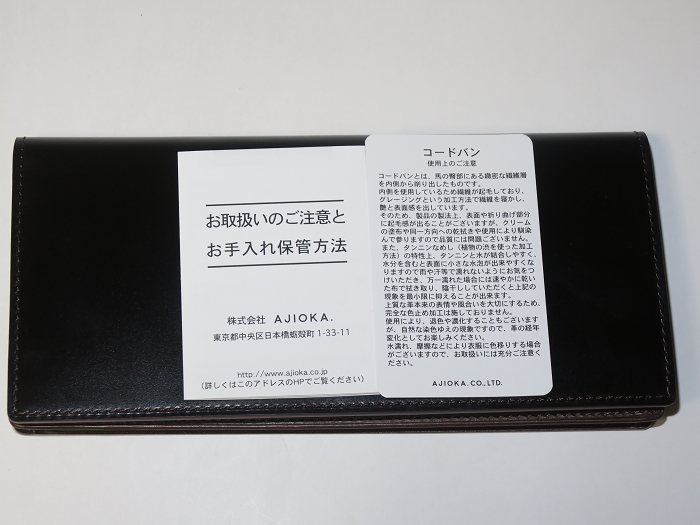 お取扱いのご注意と
お手入れ保管方法
株式会社 AJIOKA.
東京都中央区日本橋蛎殻町 1-33-11
http://www.ajioka.co.jp
(詳しくはこのアドレスのHPでご覧ください)
コードバン
使用上のご注意
コードバンとは、馬の臀部にある緻密な繊維層
を内側から削り出したものです。
内側を使用しているため繊維が起毛しており、
グレージングという加工方法で繊維を寝かし、
艶と表面感を出しています。
そのため、製品の製法上、表面や折り曲げ部分
に起毛感が出ることがございますが、クリーム
の塗布や同一方向への乾拭きや使用により馴染
んで参りますので品質には問題ございません。
また、タンニンなめし(植物の渋を使った加工
方法)の特性上、タンニンと水が結合しやすく、
水分を含むと表面に小さな水泡が出来やすくな
りますので雨や汗等で濡れないようにお気をつ
けいただき、万一濡れた場合には速やかに乾い
た布で拭き取り、陰干ししていただくと上記の
現象を最小限に抑えることが出来ます。
上質な革本来の表情や風合いを大切にするため、
完全な色止め加工は施しておりません。
使用により、退色や濃化することもございます
が、自然な染色ゆえの現象ですので、革の経年
変化としてお楽しみください。
水濡れ、摩擦などにより衣服に色移りする場合
がございますので、お取扱いには充分ご注意く
ださい。
AJIOKA.CO.,LTD.